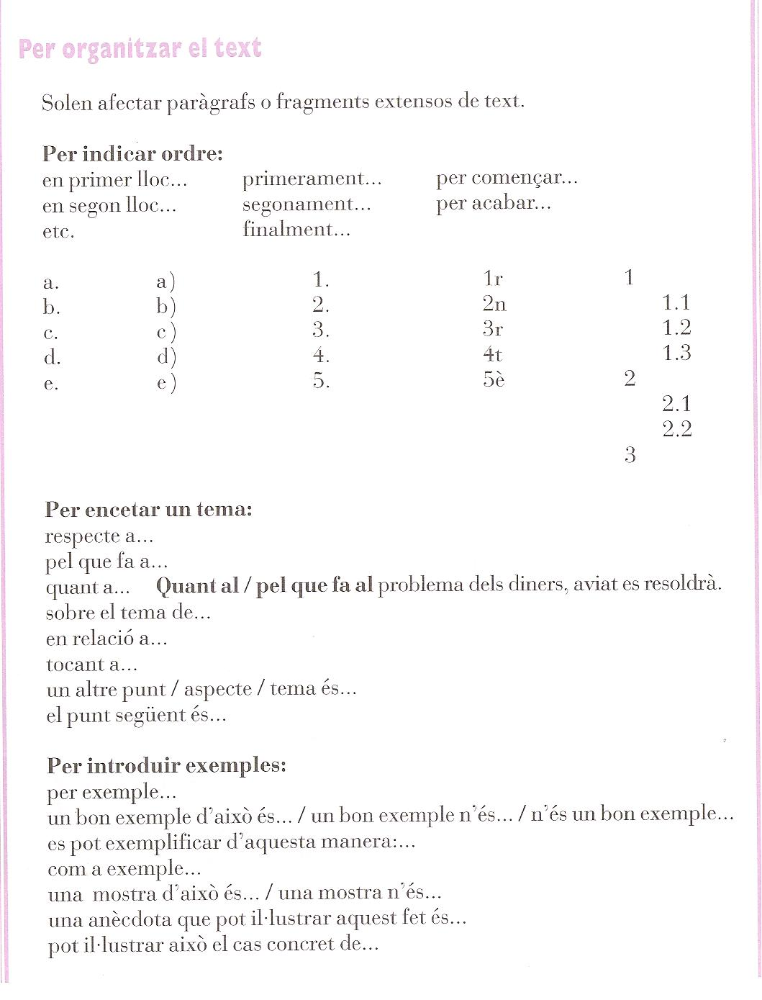 Per organitzar el text
Solen afectar paràgrafs o fragments extensos de text.
Per indicar ordre:
en primer lloc... primerament... per començar...
en segon lloc... segonament... per acabar...
etc. finalment...
a. a) 1. 1r 1
b. b) 2. 2n 1.1
c. c) 3. 3r 1.2
d. d) 4. 4t 1.3
e. e) 5. 5è 2
2.1
2.2
3
Per encetar un tema:
respecte a...
pel que fa a...
quant a... Quant al / pel que fa al problema dels diners, aviat es resoldrà.
sobre el tema de...
en relació a...
tocant a...
un altre punt / aspecte / tema és...
el punt següent és...
Per introduir exemples:
per exemple...
un bon exemple d'això és... / un bon exemple n'és... / n'és un bon exemple...
es pot exemplificar d'aquesta manera:...
com a exemple...
una mostra d'això és... / una mostra n'és...
una anècdota que pot il·lustrar aquest fet és...
pot il·lustrar això el cas concret de...